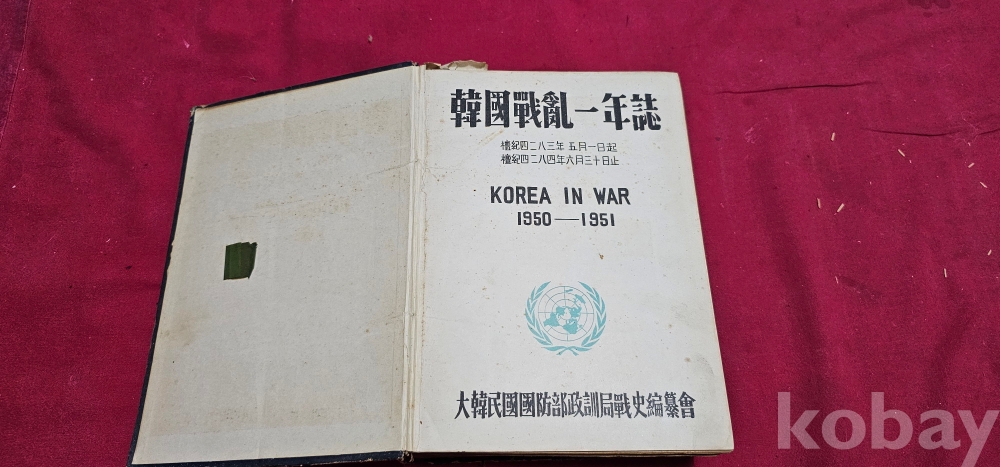 韓國戰亂一年誌
檀紀四二八三年 五月一日起
檀紀四二八四年六月三十日止
KOREA IN WAR
1950—1951
大韓民國國防部政訓局戰史編纂會
kobay